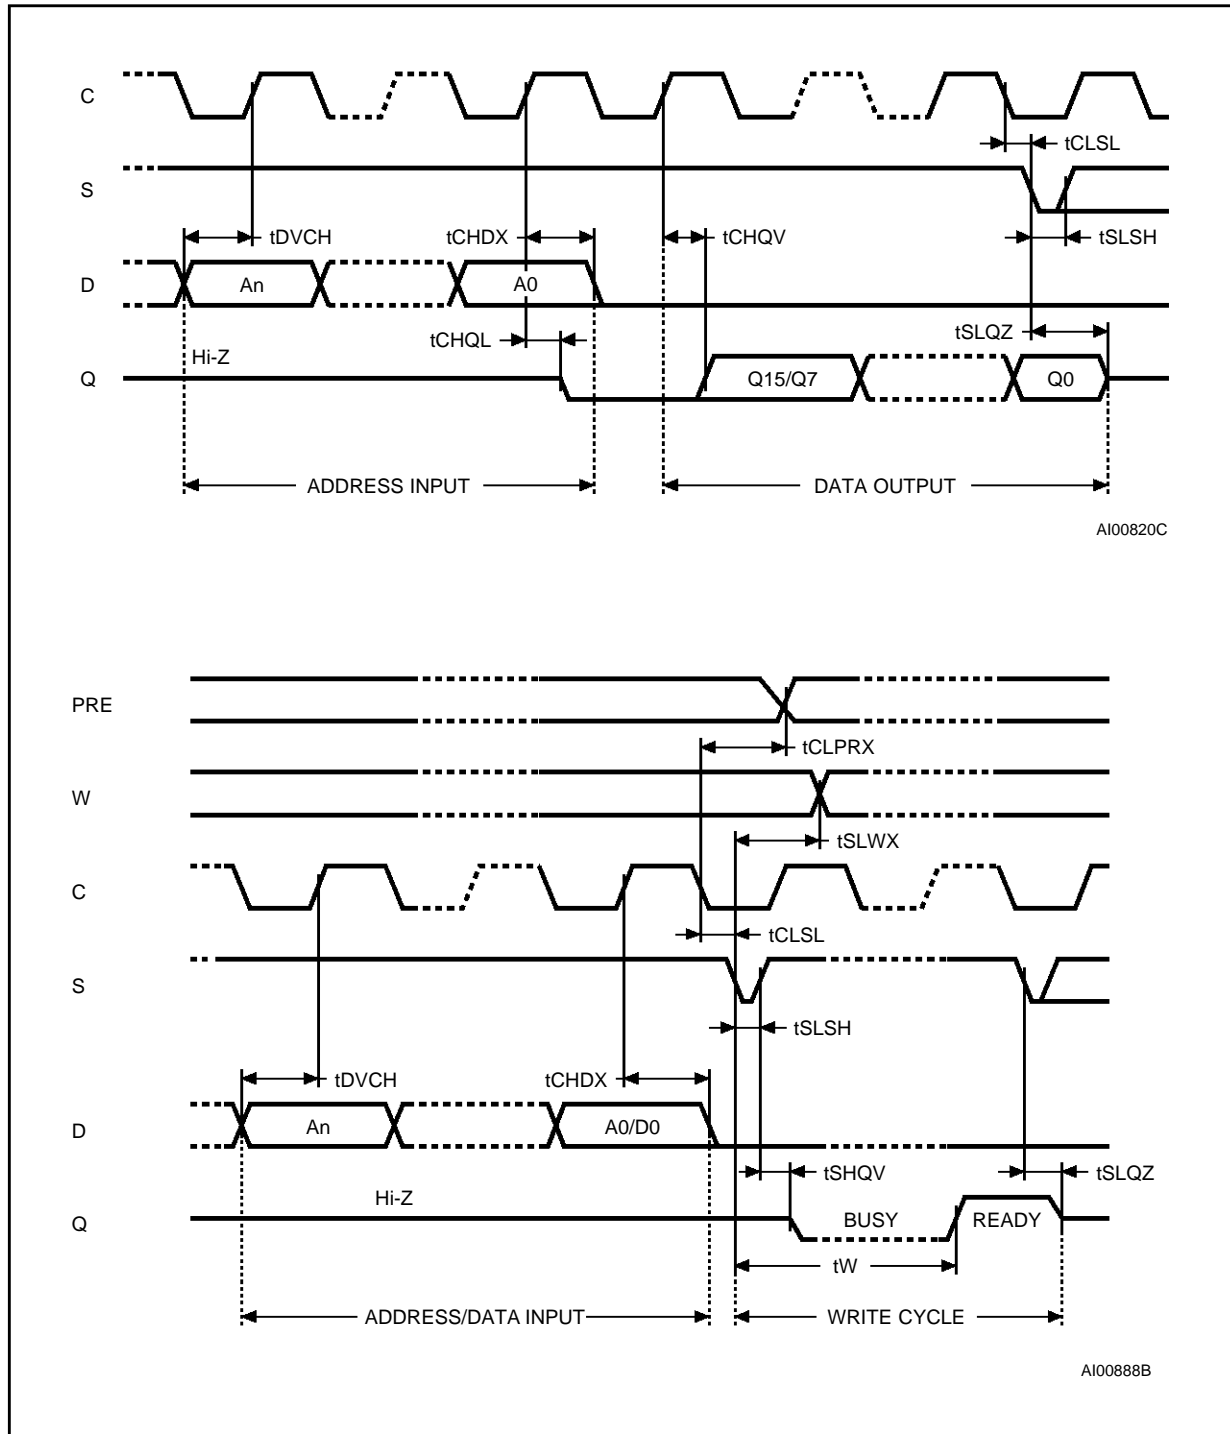 C
tCLSL
S
tDVCH
tCHDX
tCHQV
tSLSH
D
An
A0
tCHQL
tSLQZ
Hi-Z
Q
Q15/Q7
Q0
ADDRESS INPUT
DATA OUTPUT
AI00820C
PRE
tCLPRX
W
tSLWX
C
tCLSL
S
tSLSH
tDVCH
tCHDX
D
An
A0/D0
tSHQV
tSLQZ
Hi-Z
Q
BUSY
READY
tW
ADDRESS/DATA INPUT
WRITE CYCLE
AI00888B